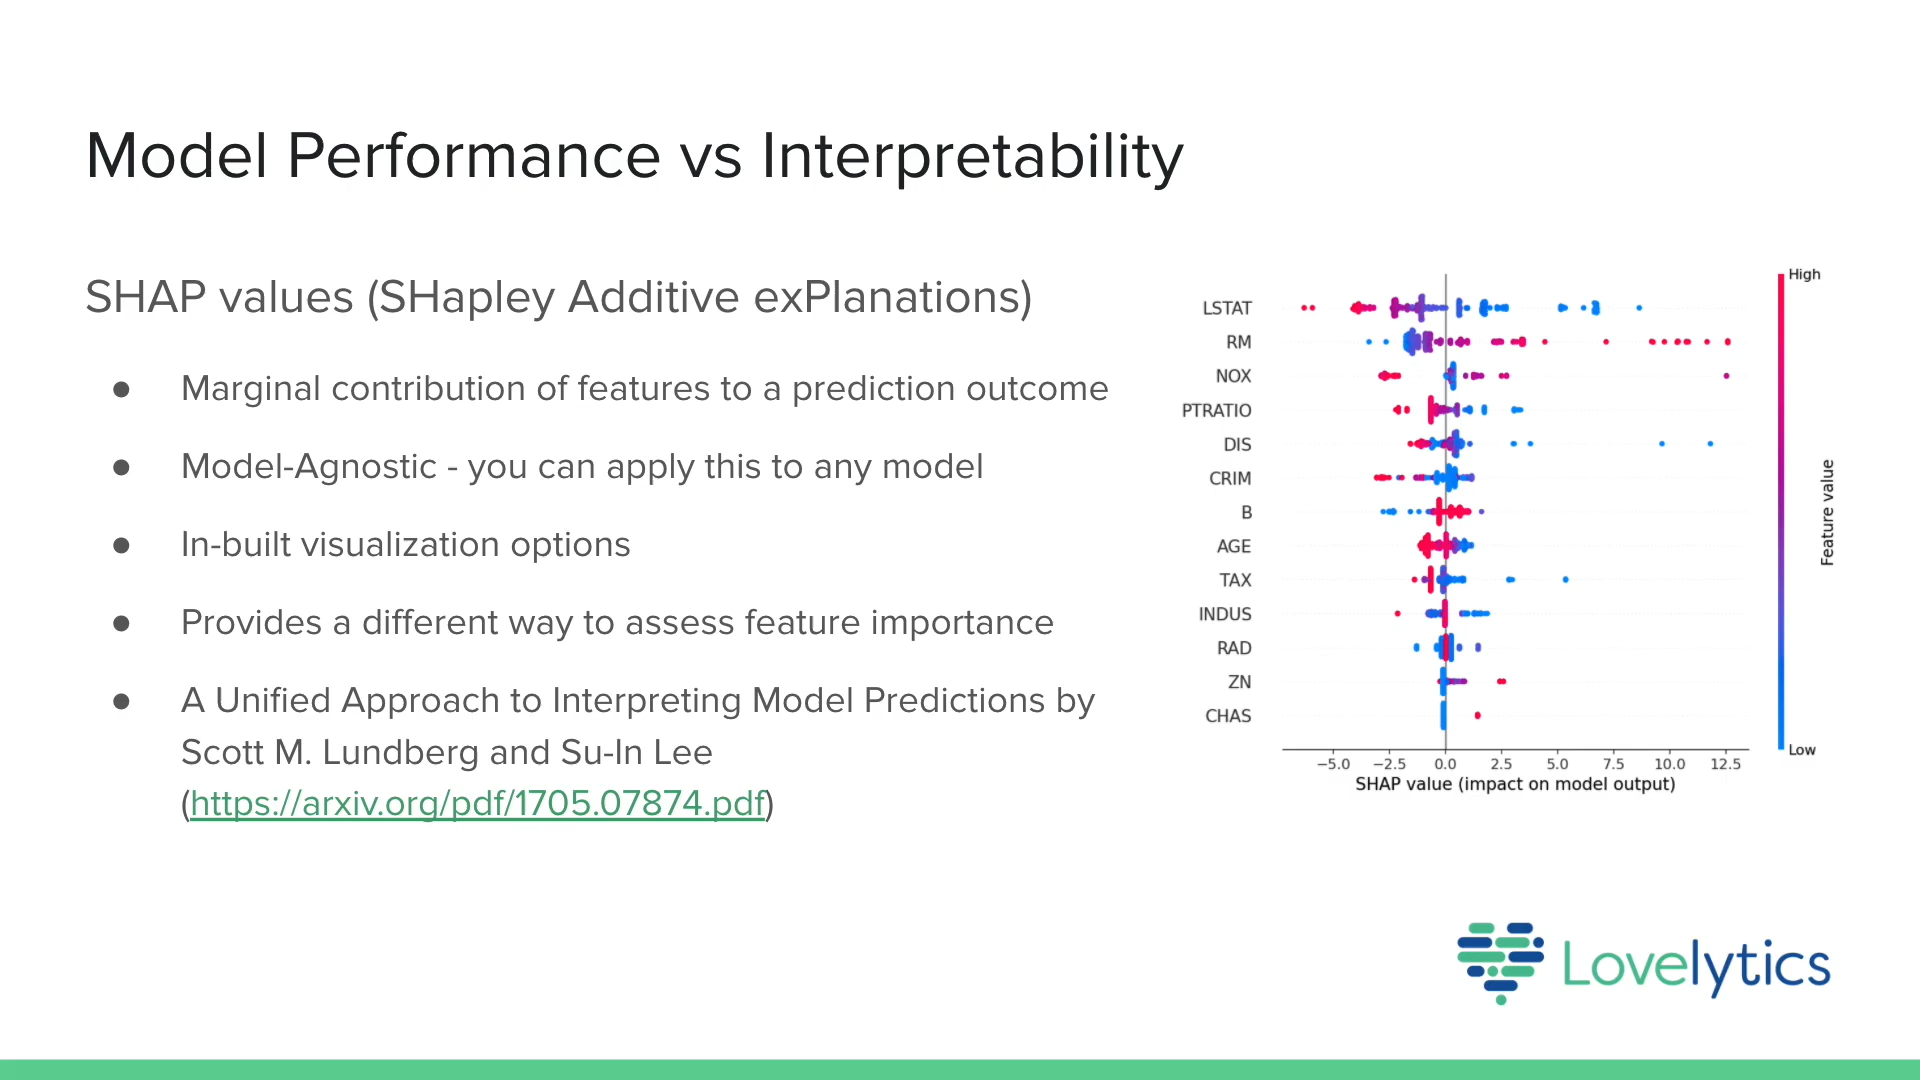 Model Performance vs Interpretability
SHAP values (SHapley Additive exPlanations)
● Marginal contribution of features to a prediction outcome
● Model-Agnostic - you can apply this to any model
● In-built visualization options
● Provides a different way to assess feature importance
● A Unified Approach to Interpreting Model Predictions by
Scott M. Lundberg and Su-In Lee
(https://arxiv.org/pdf/1705.07874.pdf)
High
LSTAT
RM
NOX
PTRATIO
DIS
CRIM
B
AGE
TAX
INDUS
RAD
ZN
CHAS
Feature value
Low
−5.0 −2.5 0.0 2.5 5.0 7.5 10.0 12.5
SHAP value (impact on model output)
Lovelytics